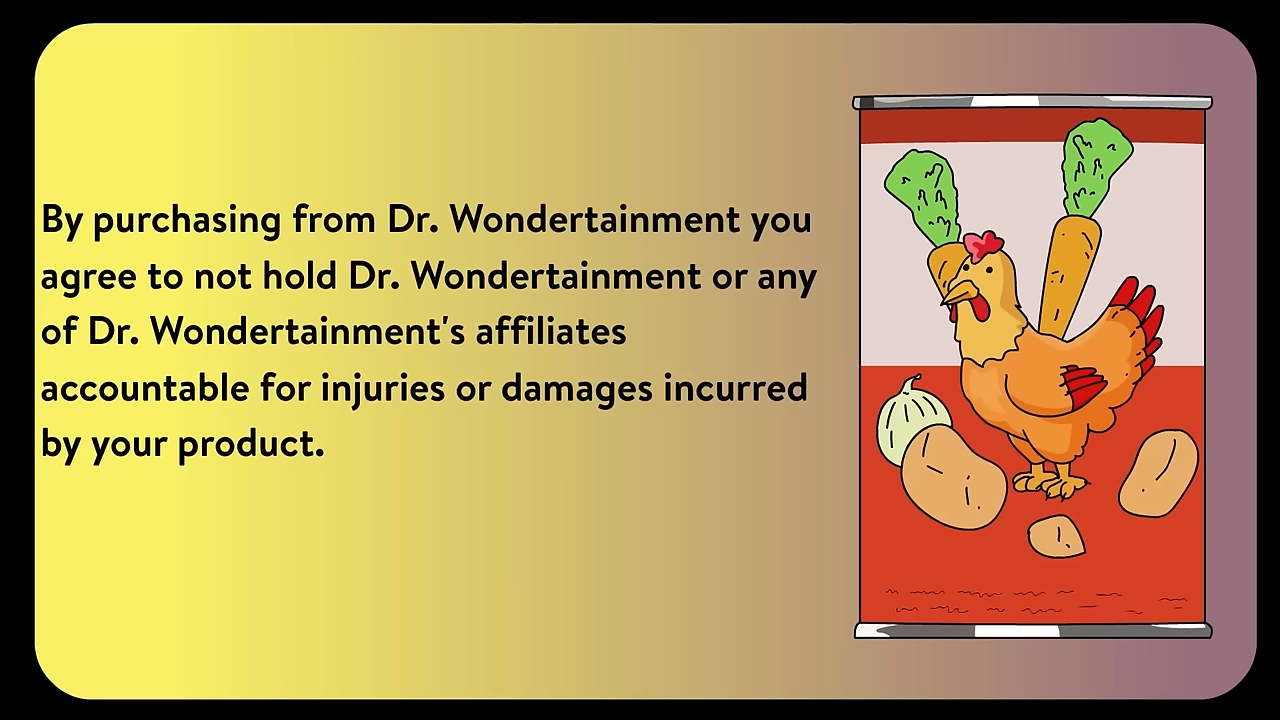 By purchasing from Dr. Wondertainment you
agree to not hold Dr. Wondertainment or any
of Dr. Wondertainment's affiliates
accountable for injuries or damages incurred
by your product.